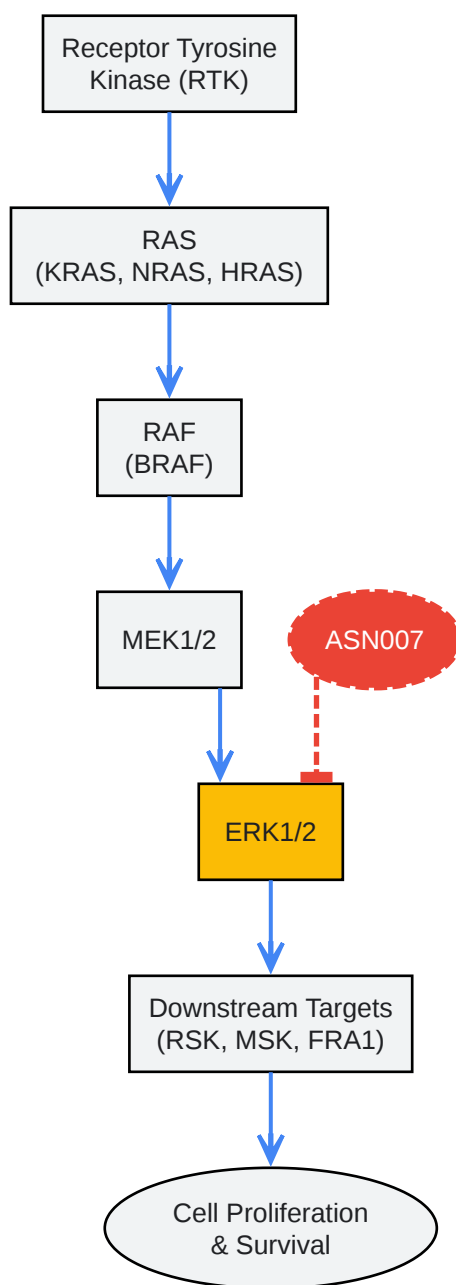 Receptor Tyrosine
Kinase (RTK)
RAS
(KRAS, NRAS, HRAS)
RAF
(BRAF)
MEK1/2
ASN007
ERK1/2
Downstream Targets
(RSK, MSK, FRA1)
Cell Proliferation
& Survival